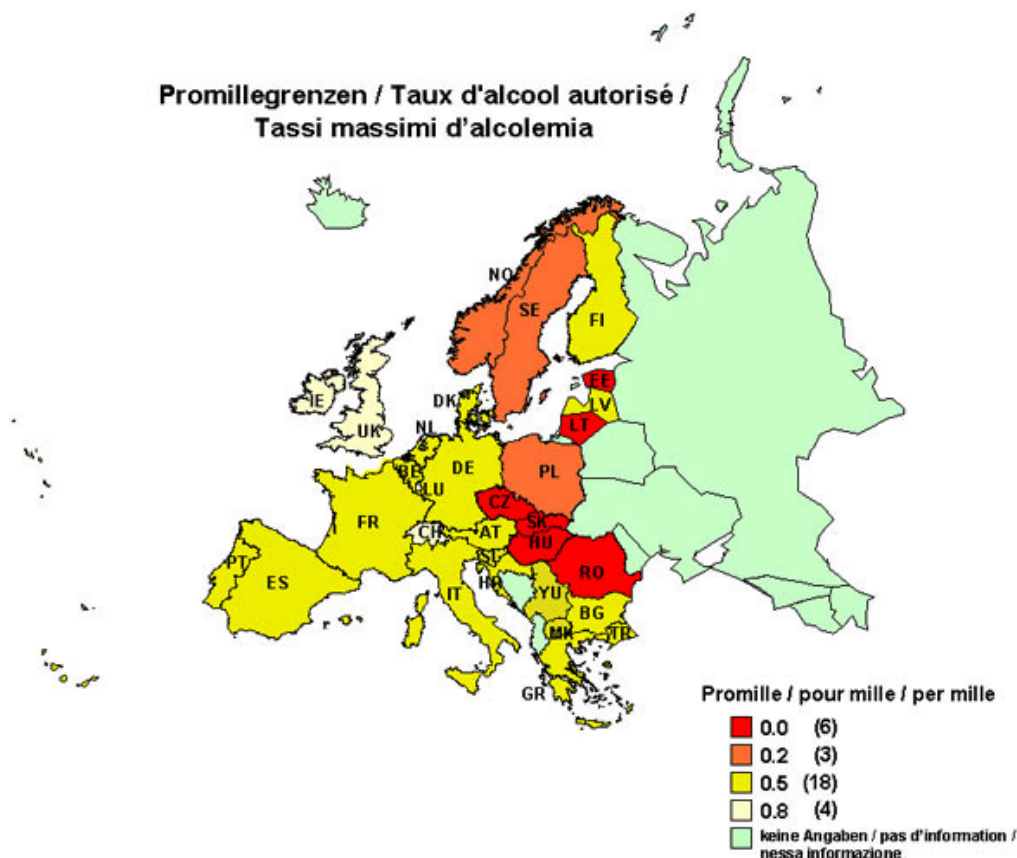 Promillegrenzen / Taux d'alcool autorisé /
Tassi massimi d'alcolemia
NO
SE
FI
EE
LV
LT
DK
IE
UK
NL
BE
LU
DE
PL
CZ
SK
FR
CH
AT
HU
SL
HR
RO
PT
ES
IT
YU
BG
MK
TR
GR
Promille / pour mille / per mille
0.0 (6)
0.2 (3)
0.5 (18)
0.8 (4)
keine Angaben / pas d'information /
nessa informazione